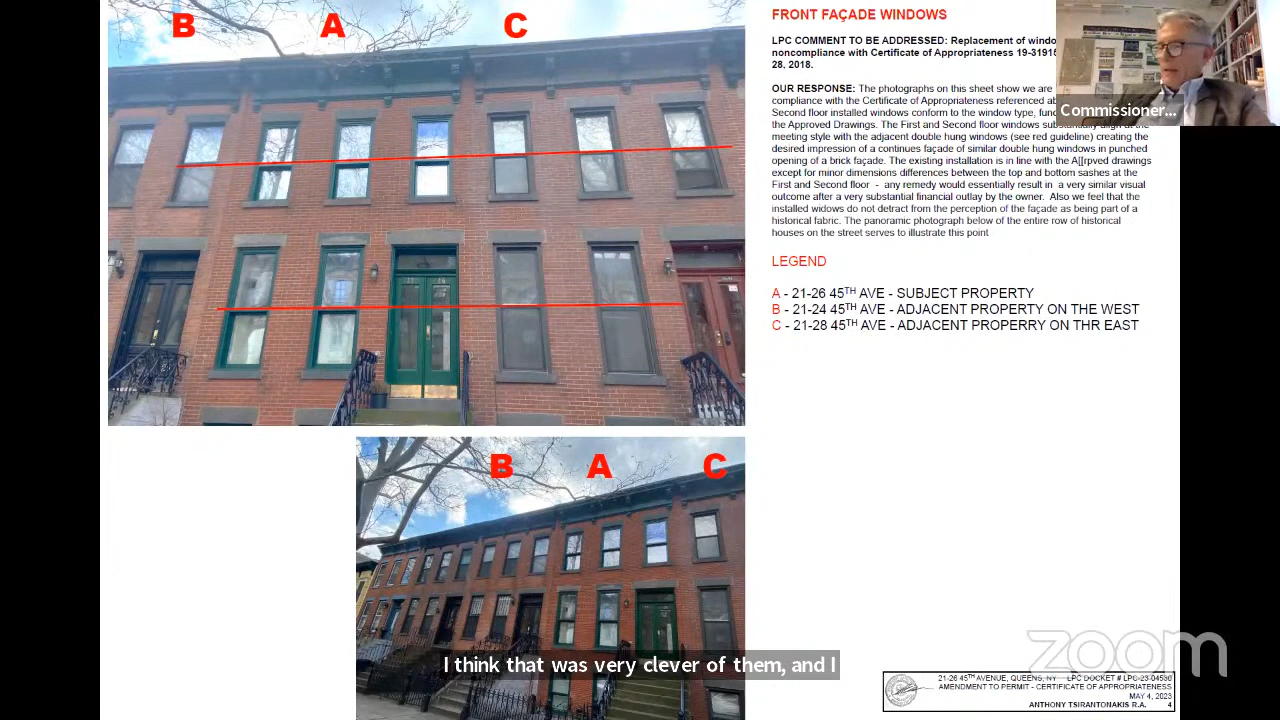 B A C
FRONT FAÇADE WINDOWS
LPC COMMENT TO BE ADDRESSED: Replacement of
noncompliance with Certificate of Appropriateness
28, 2018.
OUR RESPONSE: The photographs on this sheet show we are
compliance with the Certificate of Appropriateness referenced
Second floor installed windows conform to the window type,
the Approved Drawings. The First and Second floor windows substantially align at the
meeting style with the adjacent double hung windows (see red guideline) creating the
desired impression of a continues façade of similar double hung windows in punched
opening of a brick façade. The existing installation is in line with the A[[rpved drawings
except for minor dimensions differences between the top and bottom sashes at the
First and Second floor - any remedy would essentially result in a very similar visual
outcome after a very substantial financial outlay by the owner. Also we feel that the
installed widows do not detract from the perception of the façade as being part of a
historical fabric. The panoramic photograph below of the entire row of historical
houses on the street serves to illustrate this point
LEGEND
A - 21-26 45TH AVE - SUBJECT PROPERTY
B - 21-24 45TH AVE - ADJACENT PROPERTY ON THE WEST
C - 21-28 45TH AVE - ADJACENT PROPERRY ON THR EAST
Commissioner...
B A C
I think that was very clever of them, and I
zoom
21-26 45TH AVENUE, QUEENS, NY LPC DOCKET # LPC-23-04530
AMENDMENT TO PERMIT - CERTIFICATE OF APPROPRIATENESS
MAY 4, 2023
ANTHONY TSIRANTONAKIS R.A. 4